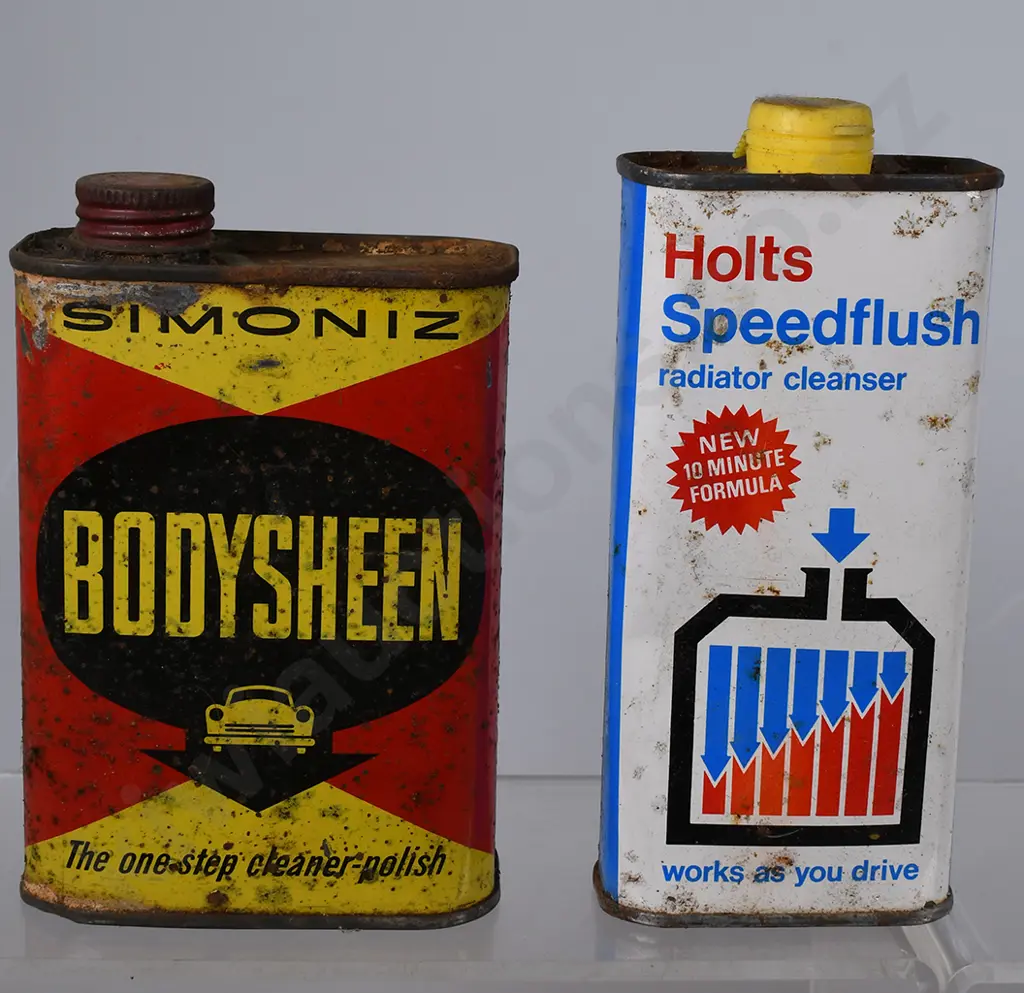 SIMONIZ
BODYSHEEN
The one-step cleaner-polish.
Holts
Speedflush
radiator cleanser
NEW
10 MINUTE
FORMULA
works as you drive